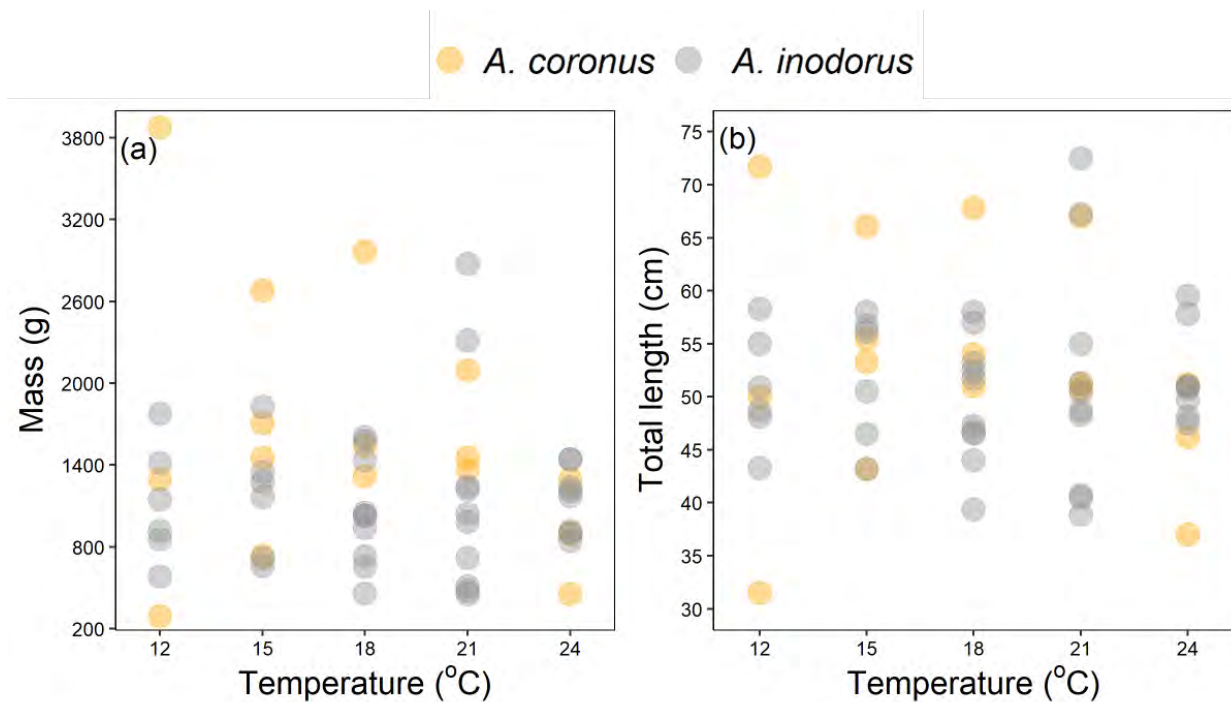 A. coronus A. inodorus
(a)
3800
3200
2600
2000
1400
800
200
Mass (g)
12 15 18 21 24
Temperature (°C)
(b)
75
70
65
60
55
50
45
40
35
30
Total length (cm)
12 15 18 21 24
Temperature (°C)